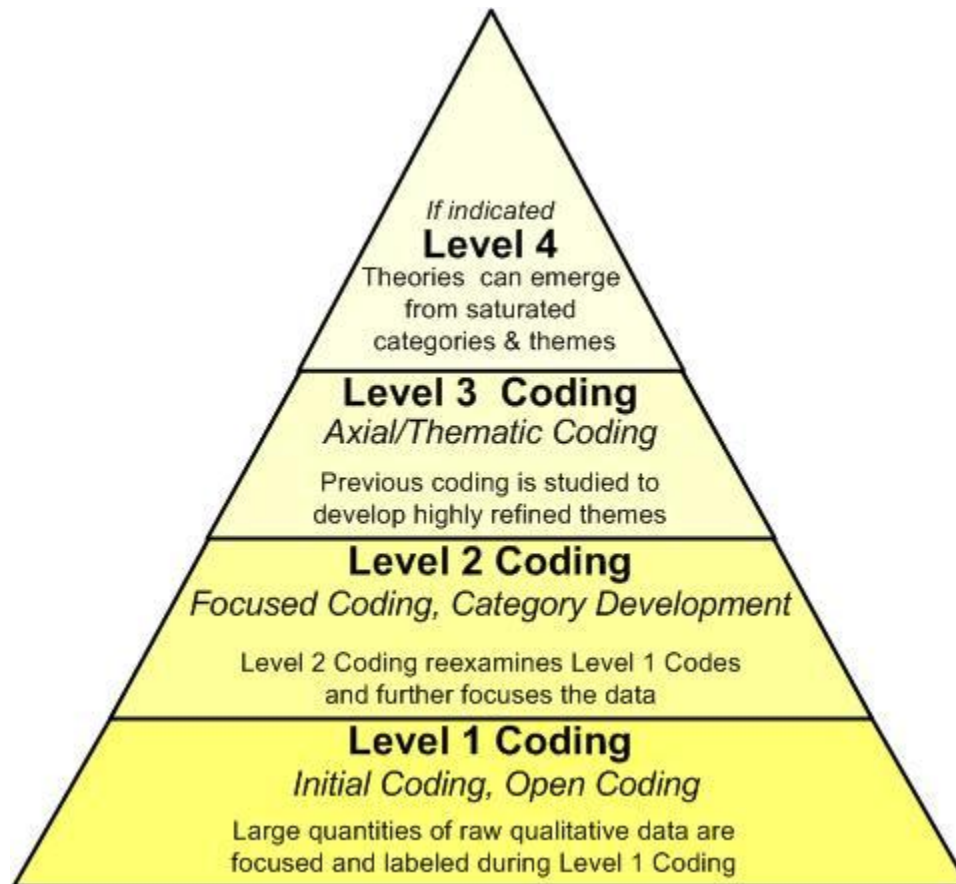 If indicated
Level 4
Theories can emerge
from saturated
categories & themes
Level 3 Coding
Axial/Thematic Coding
Previous coding is studied to
develop highly refined themes
Level 2 Coding
Focused Coding, Category Development
Level 2 Coding reexamines Level 1 Codes
and further focuses the data
Level 1 Coding
Initial Coding, Open Coding
Large quantities of raw qualitative data are
focused and labeled during Level 1 Coding